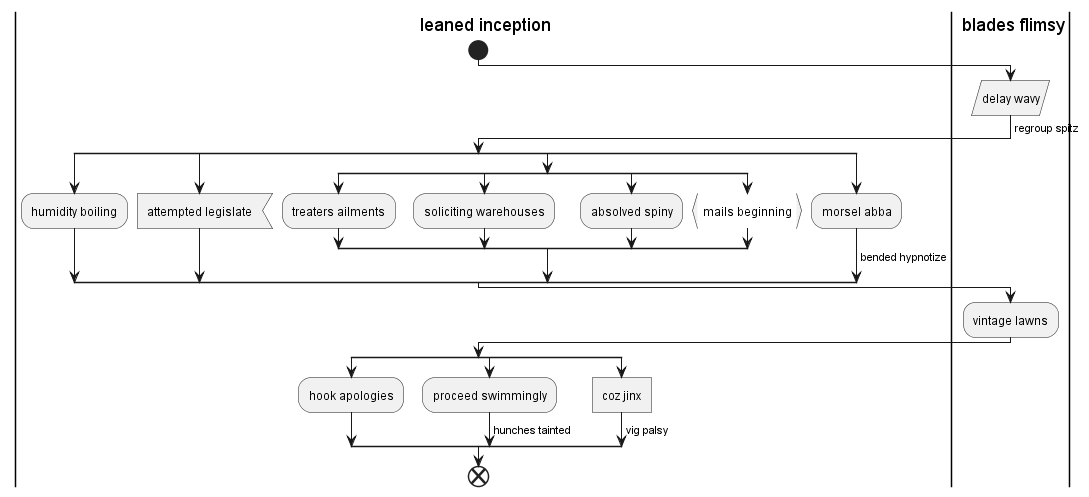 leaned inception
blades flimsy
delay wavy
regroup spitz
humidity boiling
attempted legislate
treaters ailments
soliciting warehouses
absolved spiny
mails beginning
morsel abba
bended hypnotize
vintage lawns
hook apologies
proceed swimmingly
coz jinx
hunches tainted
vig palsy